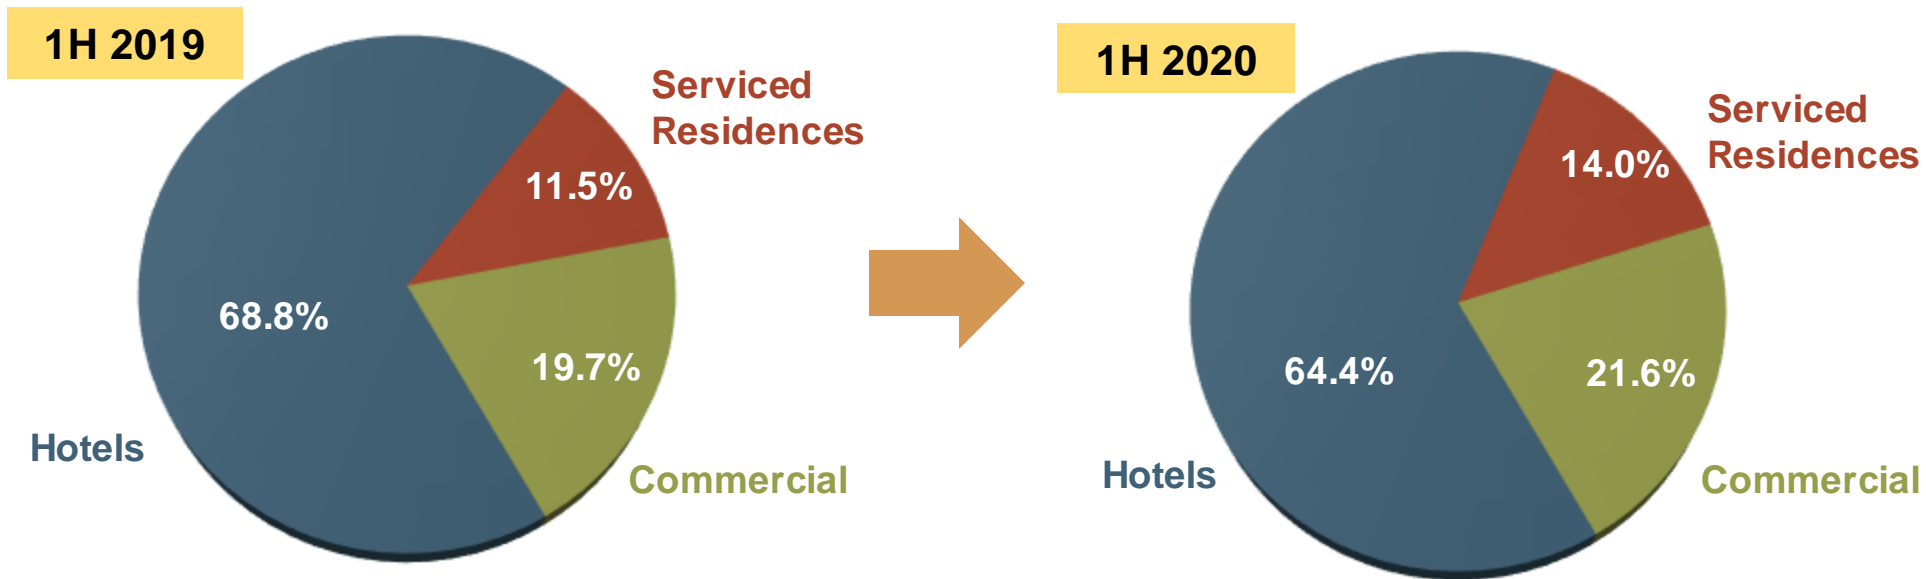 1H 2019
Serviced
Residences
11.5%
68.8%
19.7%
Hotels
Commercial
1H 2020
Serviced
Residences
14.0%
64.4%
21.6%
Hotels
Commercial